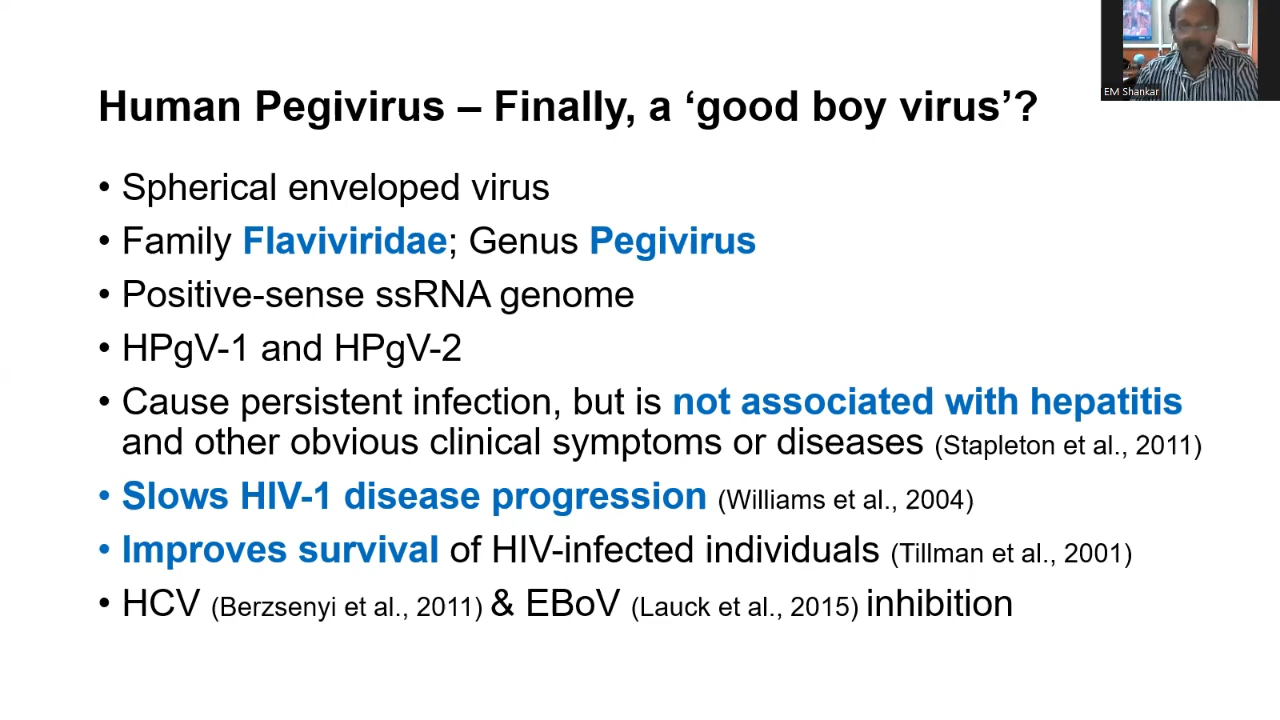 Human Pegivirus – Finally, a ‘good boy virus’?
EM Shankar
• Spherical enveloped virus
• Family Flaviviridae; Genus Pegivirus
• Positive-sense ssRNA genome
• HPgV-1 and HPgV-2
• Cause persistent infection, but is not associated with hepatitis
and other obvious clinical symptoms or diseases (Stapleton et al., 2011)
• Slows HIV-1 disease progression (Williams et al., 2004)
• Improves survival of HIV-infected individuals (Tillman et al., 2001)
• HCV (Berzsenyi et al., 2011) & EBoV (Lauck et al., 2015) inhibition